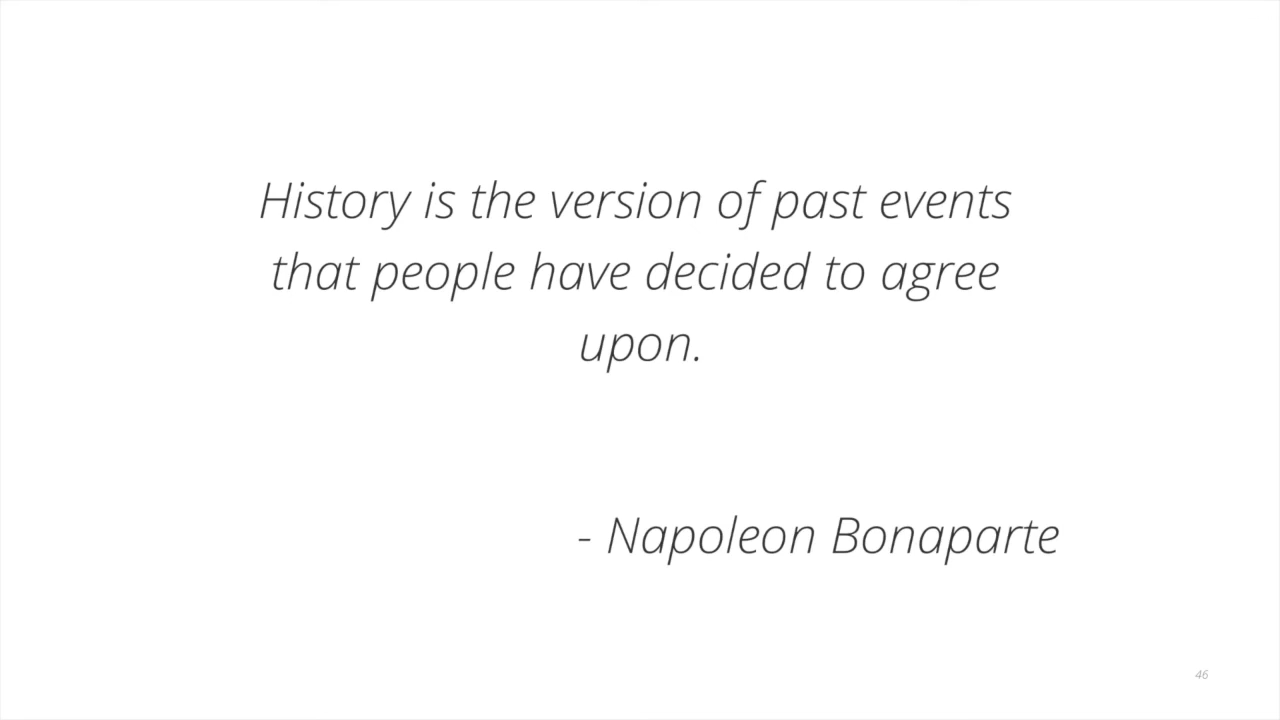 History is the version of past events
that people have decided to agree
upon.
- Napoleon Bonaparte
46